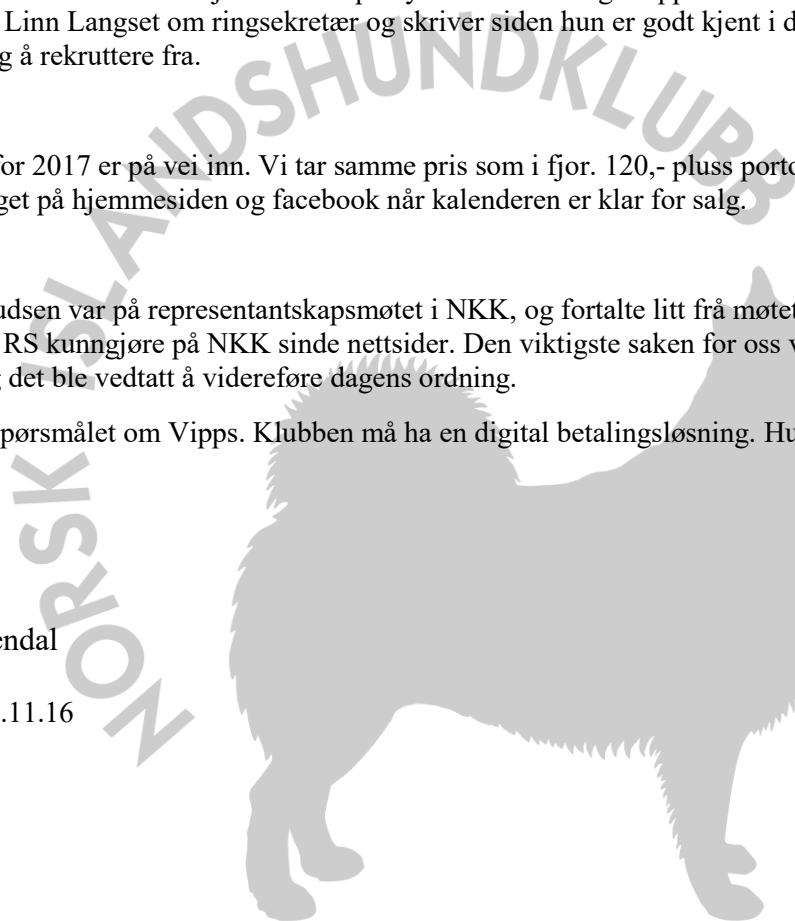 Linn Langset om ringsekretær og skriver siden hun er godt kjent i d
g å rekruttere fra.
NORSK ISLANDSHUNDKLUBB
for 2017 er på vei inn. Vi tar samme pris som i fjor. 120,- pluss porto
get på hjemmesiden og facebook når kalenderen er klar for salg.
udsen var på representantskapsmøtet i NKK, og fortalte litt frå møtet
RS kunngjøre på NKK sinde nettsider. Den viktigste saken for oss v
g det ble vedtatt å videreføre dagens ordning.
pørsmålet om Vipps. Klubben må ha en digital betalingsløsning. Hu
endal
.11.16